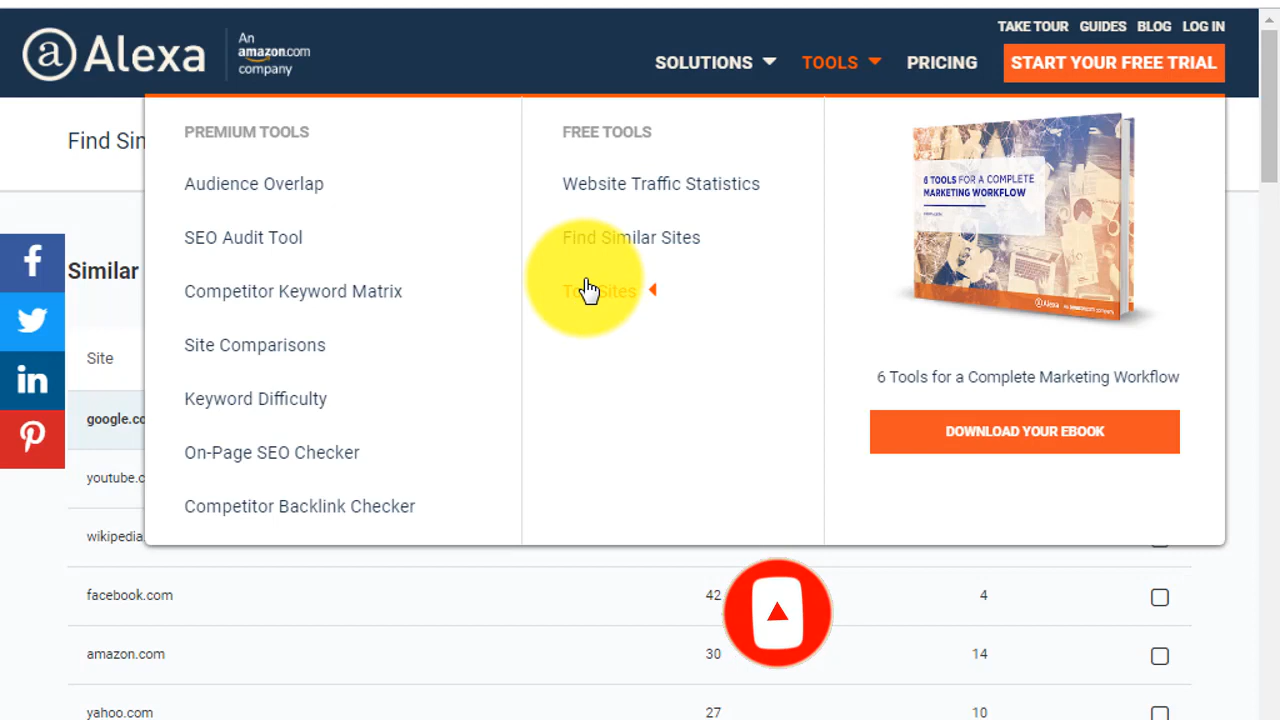 TAKE TOUR GUIDES BLOG LOG IN
a Alexa
An
amazon.com
company
SOLUTIONS TOOLS PRICING START YOUR FREE TRIAL
Find Sim
PREMIUM TOOLS
Audience Overlap
SEO Audit Tool
Competitor Keyword Matrix
Site Comparisons
Keyword Difficulty
On-Page SEO Checker
Competitor Backlink Checker
FREE TOOLS
Website Traffic Statistics
Find Similar Sites
Top Sites
6 TOOLS FOR A COMPLETE
MARKETING WORKFLOW
Alexa
6 Tools for a Complete Marketing Workflow
DOWNLOAD YOUR EBOOK
Similar
Site
google.co
youtube.c
wikipedia.
facebook.com 42 4
amazon.com 30 14
yahoo.com 27 10